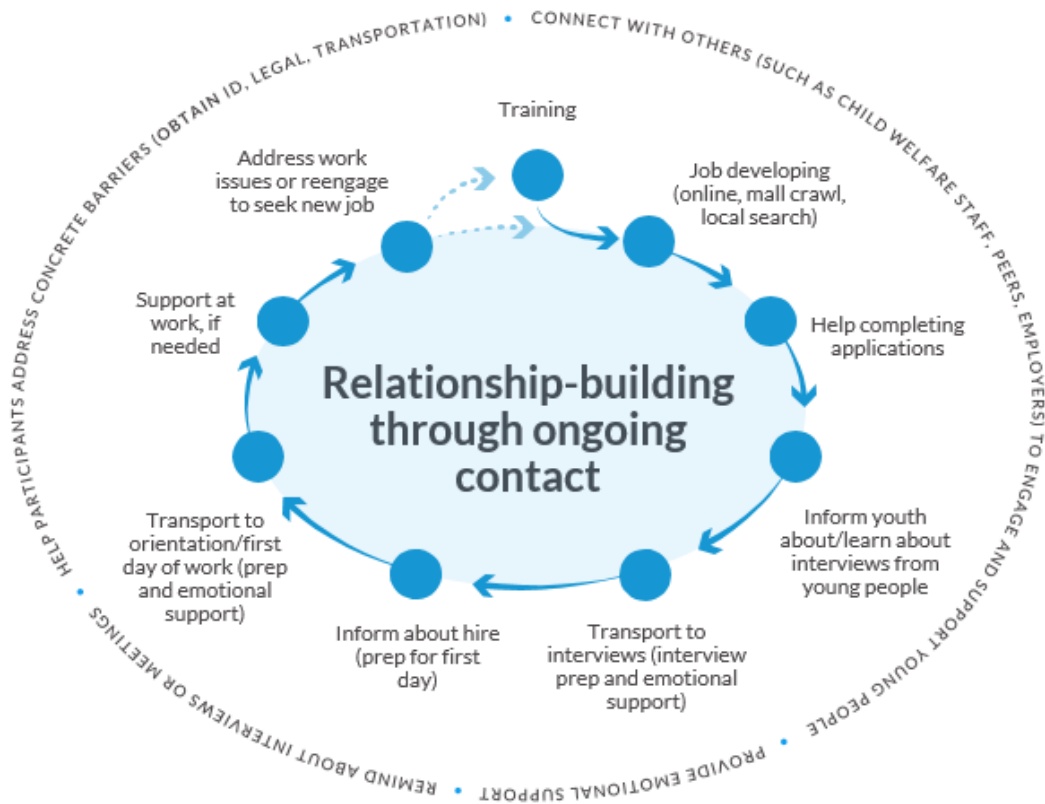 HELP PARTICIPANTS ADDRESS CONCRETE BARRIERS (OBTAIN ID, LEGAL, TRANSPORTATION) •
CONNECT WITH OTHERS (SUCH AS CHILD WELFARE STAFF, PEERS, EMPLOYERS) TO ENGAGE AND SUPPORT YOUNG PEOPLE •
PROVIDE EMOTIONAL SUPPORT •
REMIND ABOUT INTERVIEWS OR MEETINGS •
Training
Job developing
(online, mall crawl,
local search)
Help completing
applications
Inform youth
about/learn about
interviews from
young people
Transport to
interviews (interview
prep and emotional
support)
Inform about hire
(prep for first
day)
Transport to
orientation/first
day of work (prep
and emotional
support)
Support at
work, if
needed
Address work
issues or reengage
to seek new job
Relationship-building
through ongoing
contact